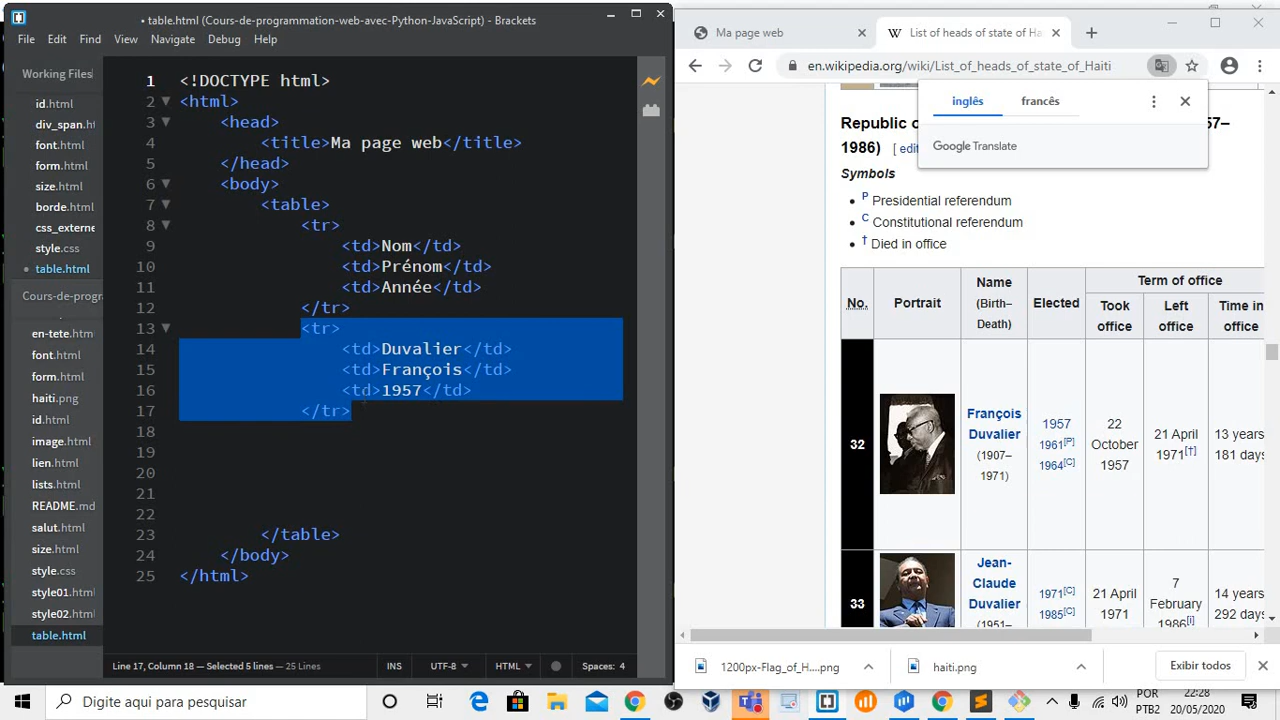 table.html (Cours-de-programmation-web-avec-Python-JavaScript) - Brackets
File Edit Find View Navigate Debug Help
Working Files
id.html
div_span.ht
font.html
form.html
size.html
borde.html
css_externe
style.css
table.html
Cours-de-progra
en-tete.html
font.html
form.html
haiti.png
id.html
image.html
lien.html
lists.html
README.md
salut.html
size.html
style.css
style01.html
style02.html
table.html
1 <!DOCTYPE html>
2 <html>
3 <head>
4 <title>Ma page web</title>
5 </head>
6 <body>
7 <table>
8 <tr>
9 <td>Nom</td>
10 <td>Prénom</td>
11 <td>Année</td>
12 </tr>
13 <tr>
14 <td>Duvalier</td>
15 <td>François</td>
16 <td>1957</td>
17 </tr>
18
19
20
21
22
23 </table>
24 </body>
25 </html>
Line 17, Column 18 — Selected 5 lines — 25 Lines INS UTF-8 HTML Spaces: 4
Ma page web
List of heads of state of Ha
en.wikipedia.org/wiki/List_of_heads_of_state_of_Haiti
inglês francês
Google Translate
Republic o 57–
1986) [ edit
Symbols
P Presidential referendum
C Constitutional referendum
† Died in office
No. Portrait Name (Birth–Death) Elected Term of office
Took office Left office Time in office
32 François Duvalier (1907–1971) 1957 1961[P] 1964[C] 22 October 1957 21 April 1971[†] 13 years 181 days
33 Jean-Claude Duvalier (1951– 1971[C] 1985[C] 21 April 1971 7 February 1986[i] 14 years 292 days
1200px-Flag_of_H....png
haiti.png
Exibir todos
Digite aqui para pesquisar
POR
PTB2
22:28
20/05/2020